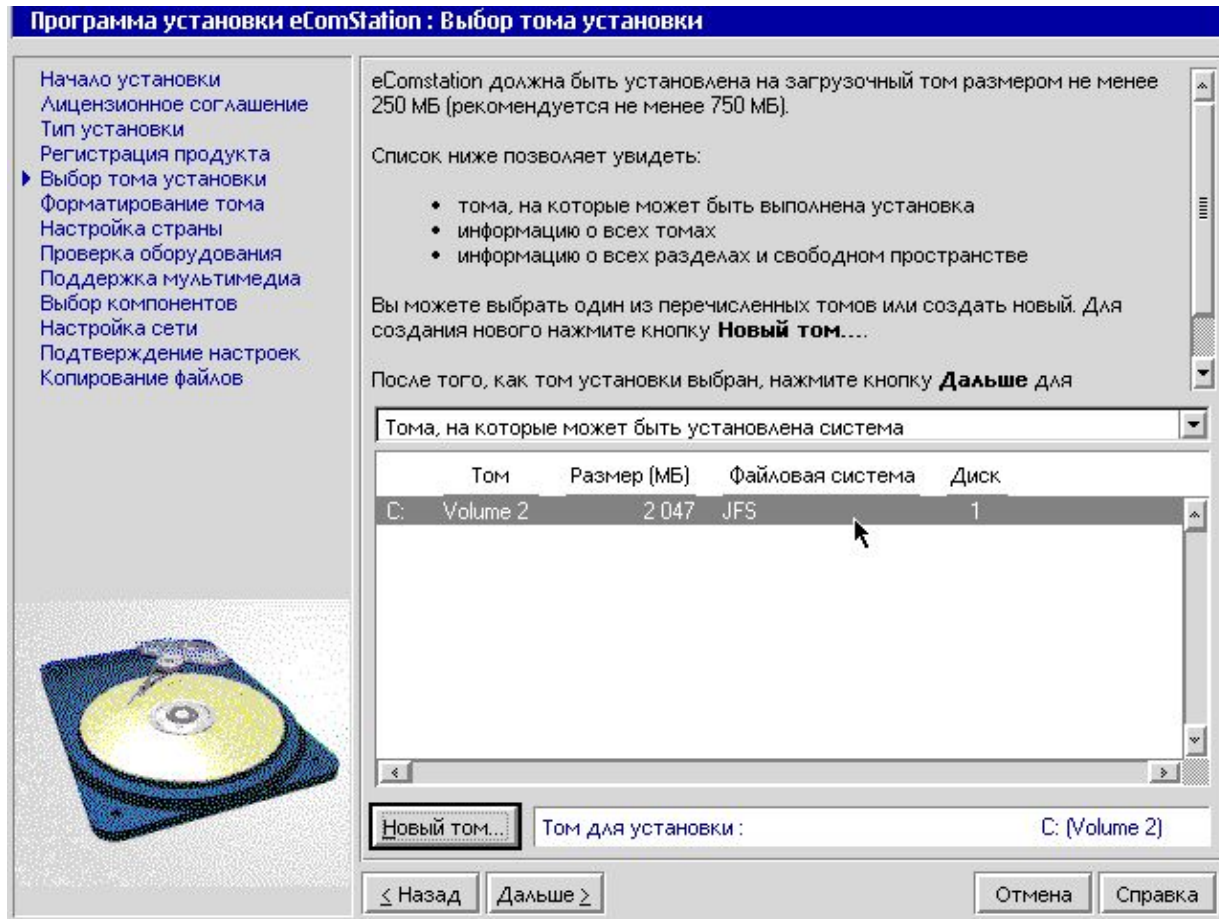 Программа установки eComStation : Выбор тома установки
Начало установки
Лицензионное соглашение
Тип установки
Регистрация продукта
Выбор тома установки
Форматирование тома
Настройка страны
Проверка оборудования
Поддержка мультимедиа
Выбор компонентов
Настройка сети
Подтверждение настроек
Копирование файлов
eComstation должна быть установлена на загрузочный том размером не менее
250 МБ (рекомендуется не менее 750 МБ).
Список ниже позволяет увидеть:
• тома, на которые может быть выполнена установка
• информацию о всех томах
• информацию о всех разделах и свободном пространстве
Вы можете выбрать один из перечисленных томов или создать новый. Для
создания нового нажмите кнопку Новый том....
После того, как том установки выбран, нажмите кнопку Дальше для
Тома, на которые может быть установлена система
Том Размер (МБ) Файловая система Диск
C: Volume 2 2 047 JFS 1
Новый том... Том для установки : C: (Volume 2)
< Назад Дальше > Отмена Справка